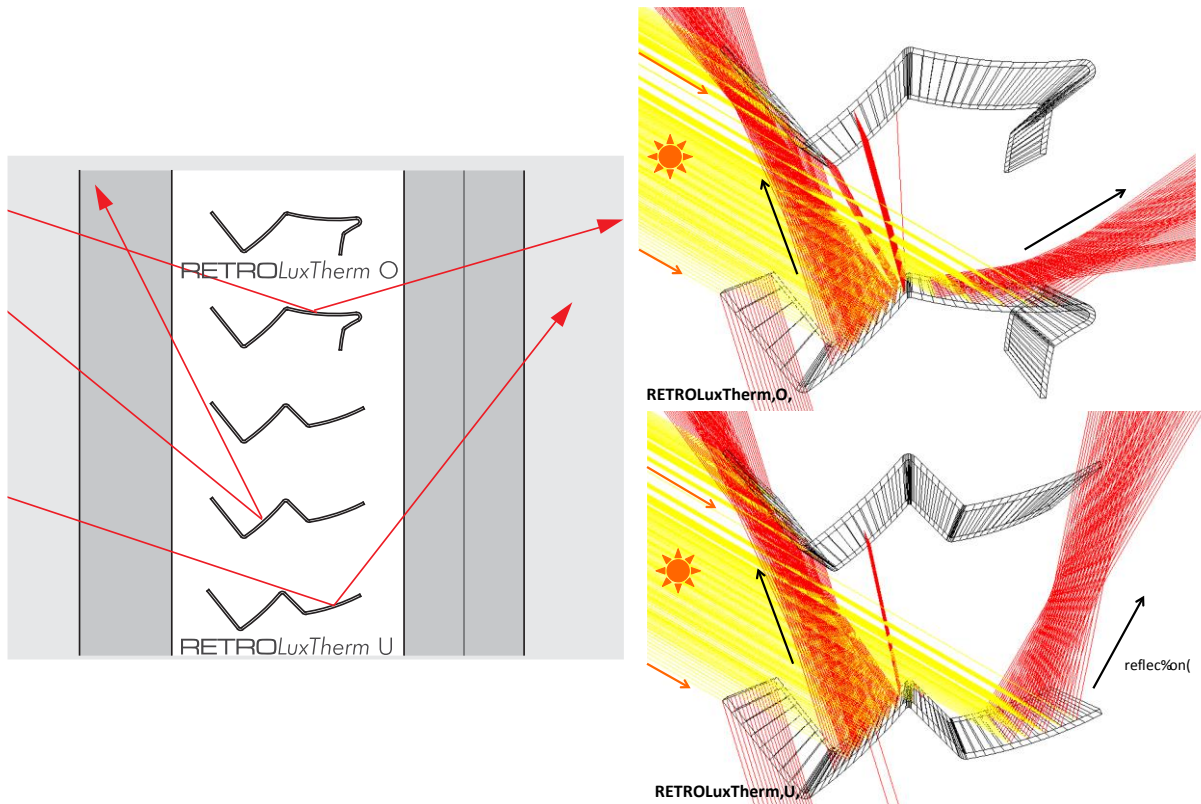 RETROLuxTherm O
RETROLuxTherm U
RETROLuxTherm,O,
reflec%on(
RETROLuxTherm,U,